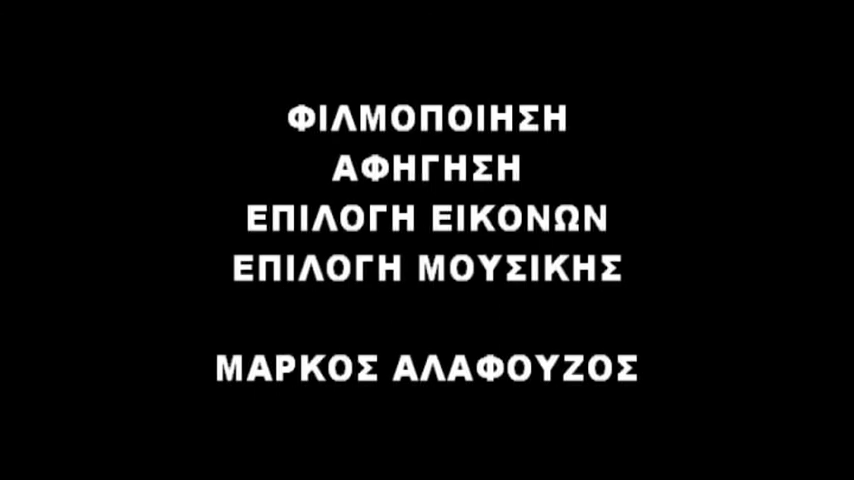 ΦΙΛΜΟΠΟΙΗΣΗ
ΑΦΗΓΗΣΗ
ΕΠΙΛΟΓΗ ΕΙΚΟΝΩΝ
ΕΠΙΛΟΓΗ ΜΟΥΣΙΚΗΣ
ΜΑΡΚΟΣ ΑΛΑΦΟΥΖΟΣ